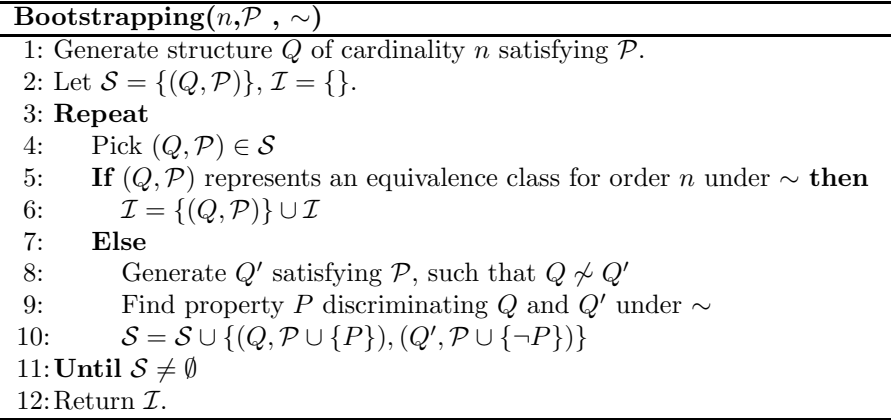 Bootstrapping(n,𝒫 , ∼)
1: Generate structure Q of cardinality n satisfying 𝒫.
2: Let 𝒮 = {(Q, 𝒫)}, ℐ = {}.
3: Repeat
4: Pick (Q, 𝒫) ∈ 𝒮
5: If (Q, 𝒫) represents an equivalence class for order n under ∼ then
6: ℐ = {(Q, 𝒫)} ∪ ℐ
7: Else
8: Generate Q′ satisfying 𝒫, such that Q ≁ Q′
9: Find property P discriminating Q and Q′ under ∼
10: 𝒮 = 𝒮 ∪ {(Q, 𝒫 ∪ {P}), (Q′, 𝒫 ∪ {¬P})}
11:Until 𝒮 ≠ ∅
12:Return ℐ.